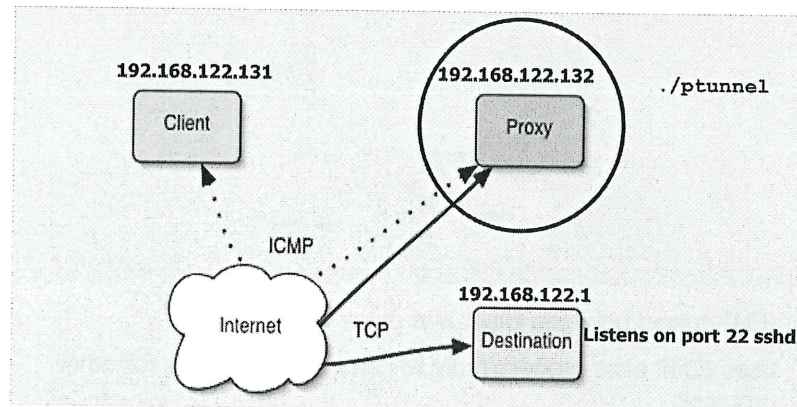 192.168.122.131
192.168.122.132
./ptunnel
Client
Proxy
ICMP
192.168.122.1
Internet
TCP
Destination
Listens on port 22 sshd